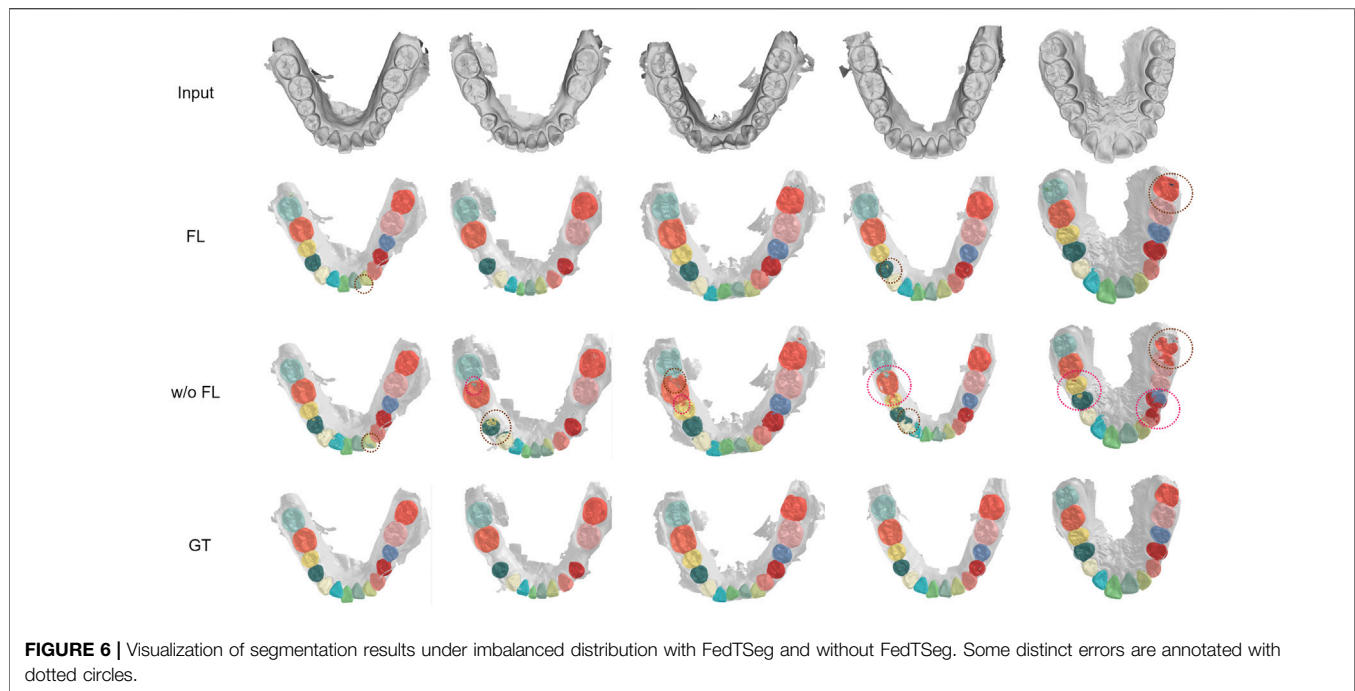 Input
FL
w/o FL
GT
FIGURE 6 | Visualization of segmentation results under imbalanced distribution with FedTSeg and without FedTSeg. Some distinct errors are annotated with
dotted circles.